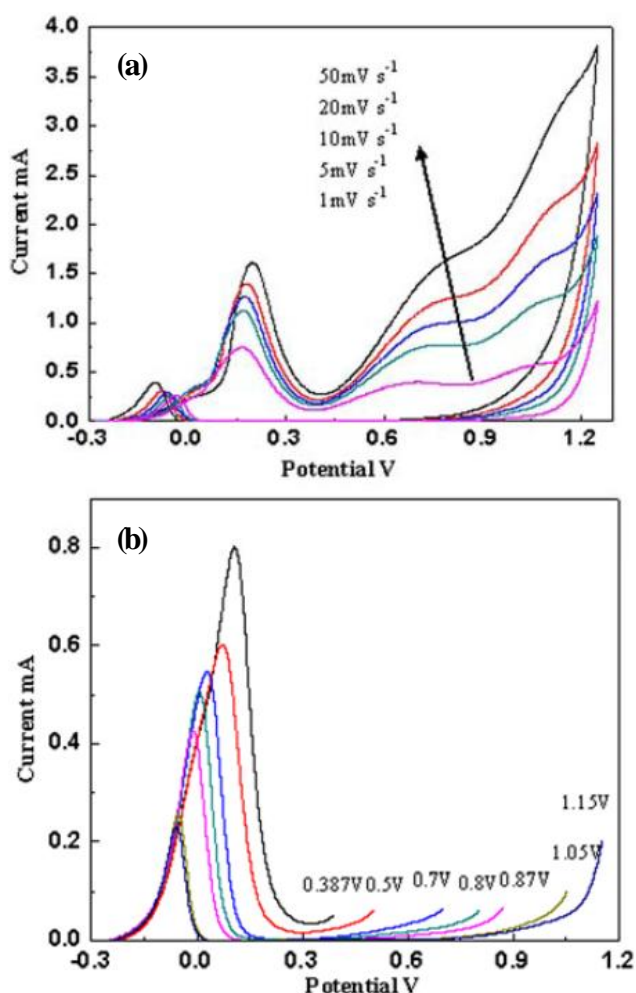 4.0
(a)
3.5
50mV s⁻¹
3.0
20mV s⁻¹
10mV s⁻¹
2.5
5mV s⁻¹
2.0
1mV s⁻¹
1.5
1.0
0.5
0.0
Current mA
-0.3 0.0 0.3 0.6 0.9 1.2
Potential V
(b)
0.8
0.6
0.4
0.2
0.0
Current mA
1.15V
1.05V
0.387V 0.5V 0.7V 0.8V 0.87V
-0.3 0.0 0.3 0.6 0.9 1.2
Potential V